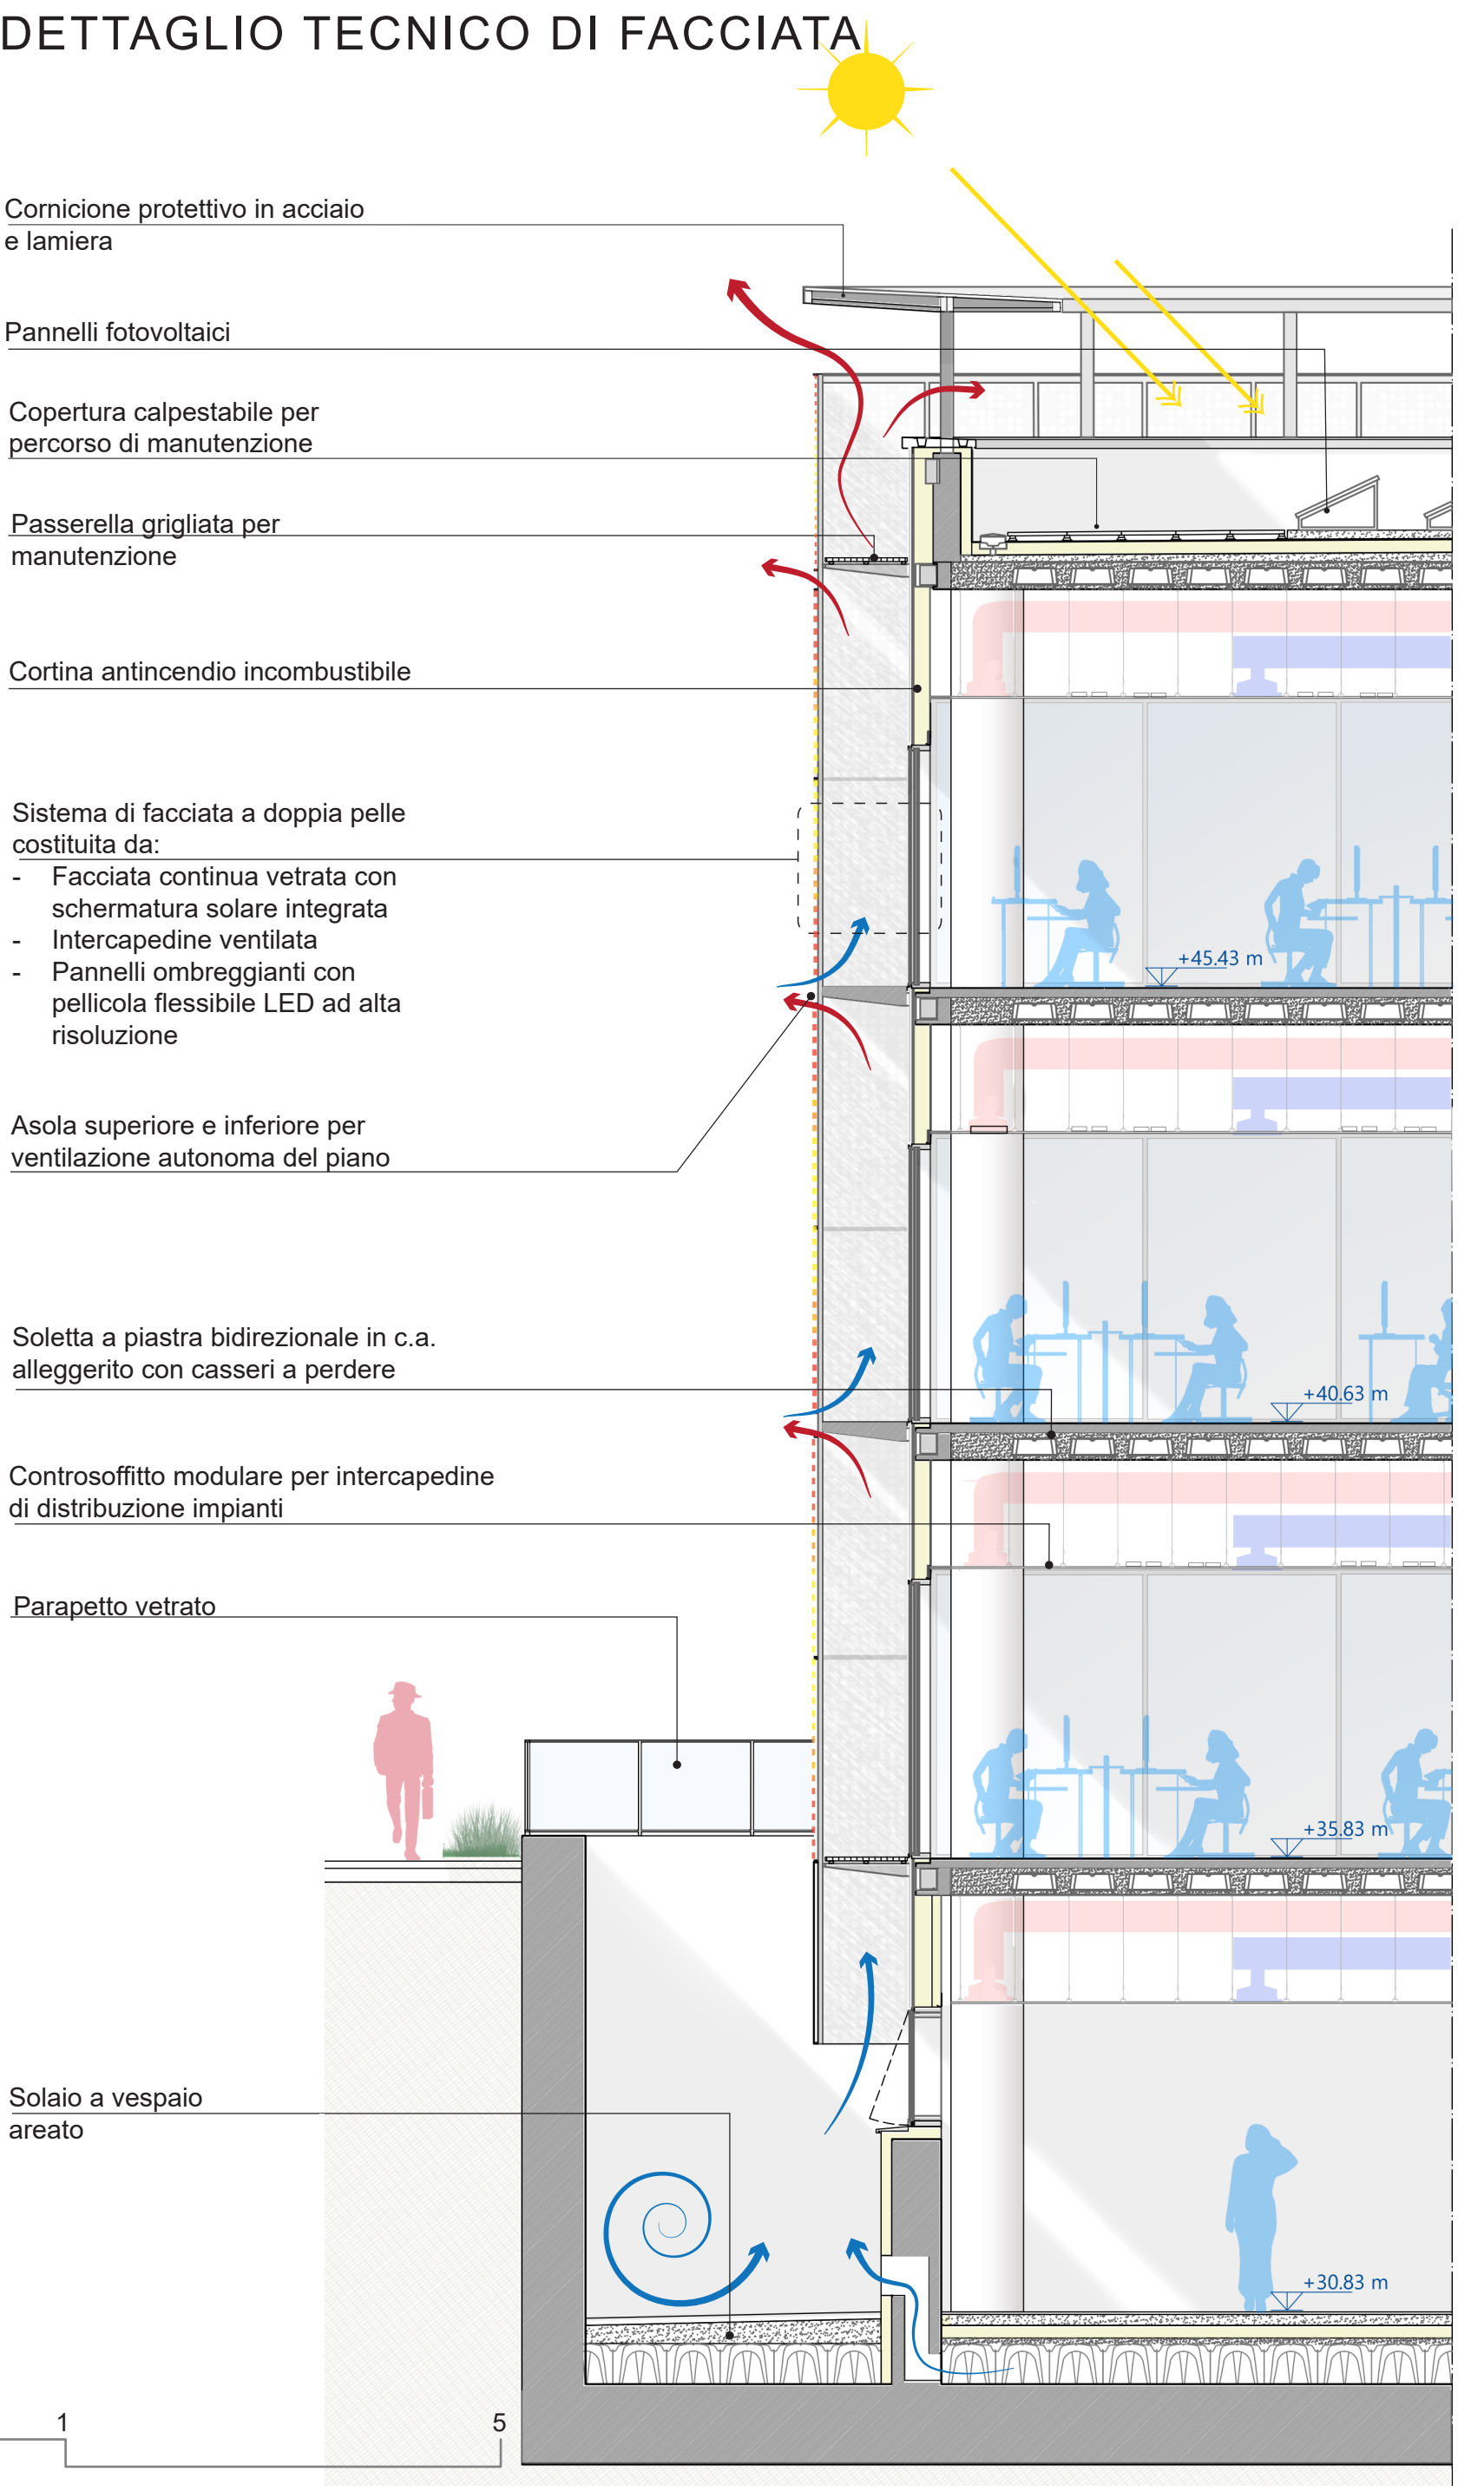 DETTAGLIO TECNICO DI FACCIATA
Cornicione protettivo in acciaio
e lamiera
Pannelli fotovoltaici
Copertura calpestabile per
percorso di manutenzione
Passerella grigliata per
manutenzione
Cortina antincendio incombustibile
Sistema di facciata a doppia pelle
costituita da:
- Facciata continua vetrata con
schermatura solare integrata
- Intercapedine ventilata
- Pannelli ombreggianti con
pellicola flessibile LED ad alta
risoluzione
+45.43 m
Asola superiore e inferiore per
ventilazione autonoma del piano
Soletta a piastra bidirezionale in c.a.
alleggerito con casseri a perdere
+40.63 m
Controsoffitto modulare per intercapedine
di distribuzione impianti
Parapetto vetrato
+35.83 m
Solaio a vespaio
areato
+30.83 m
1 5